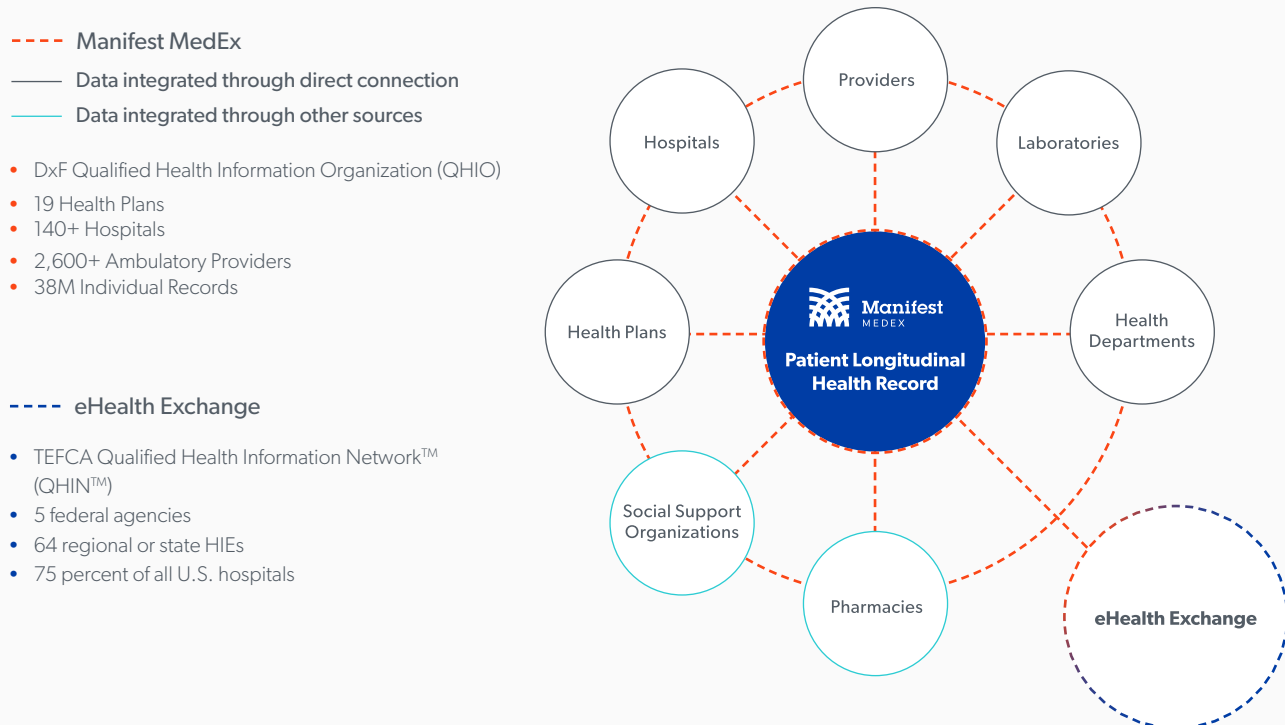 Manifest MedEx
Data integrated through direct connection
Data integrated through other sources
• DxF Qualified Health Information Organization (QHIO)
• 19 Health Plans
• 140+ Hospitals
• 2,600+ Ambulatory Providers
• 38M Individual Records
eHealth Exchange
• TEFCA Qualified Health Information Network™
(QHIN™)
• 5 federal agencies
• 64 regional or state HIEs
• 75 percent of all U.S. hospitals
Providers
Hospitals
Laboratories
Health Plans
Manifest
MEDEX
Patient Longitudinal
Health Record
Health
Departments
Social Support
Organizations
Pharmacies
eHealth Exchange